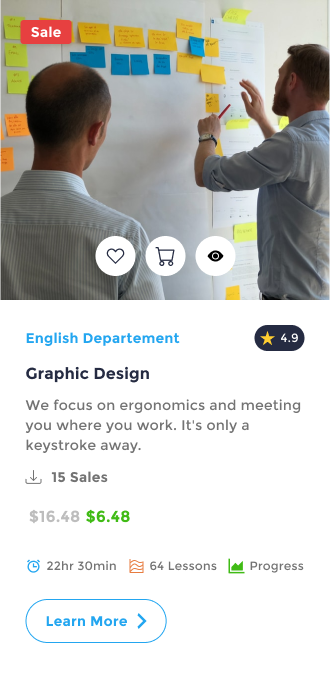 Sale
English Departement
4.9
Graphic Design
We focus on ergonomics and meeting
you where you work. It's only a
keystroke away.
15 Sales
$16.48 $6.48
22hr 30min
64 Lessons
Progress
Learn More